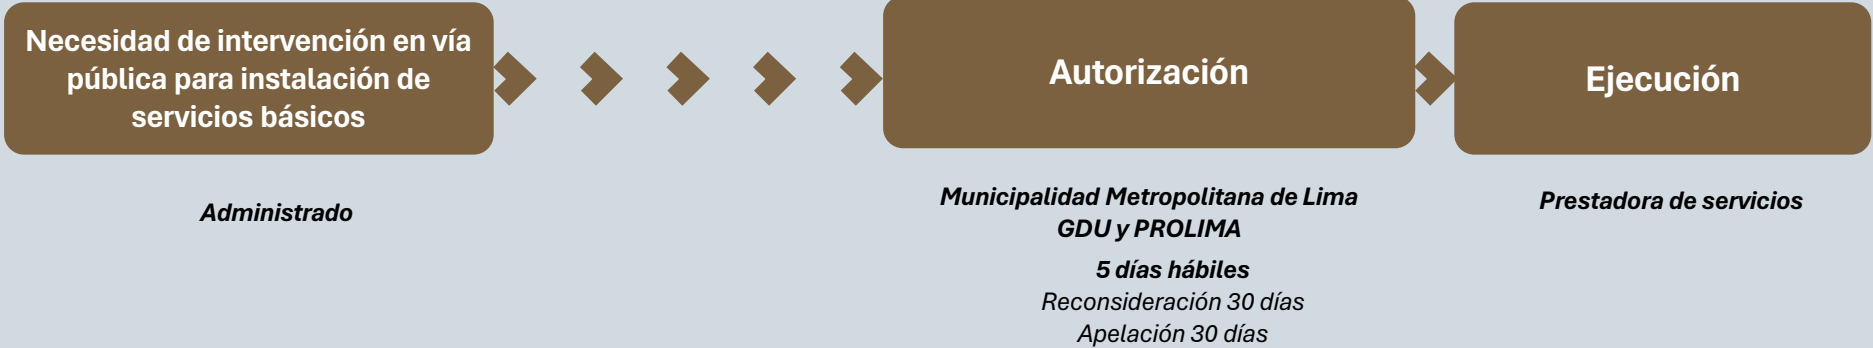 Necesidad de intervención en vía
pública para instalación de
servicios básicos
Autorización
Ejecución
Administrado
Municipalidad Metropolitana de Lima
GDU y PROLIMA
5 días hábiles
Reconsideración 30 días
Apelación 30 días
Prestadora de servicios